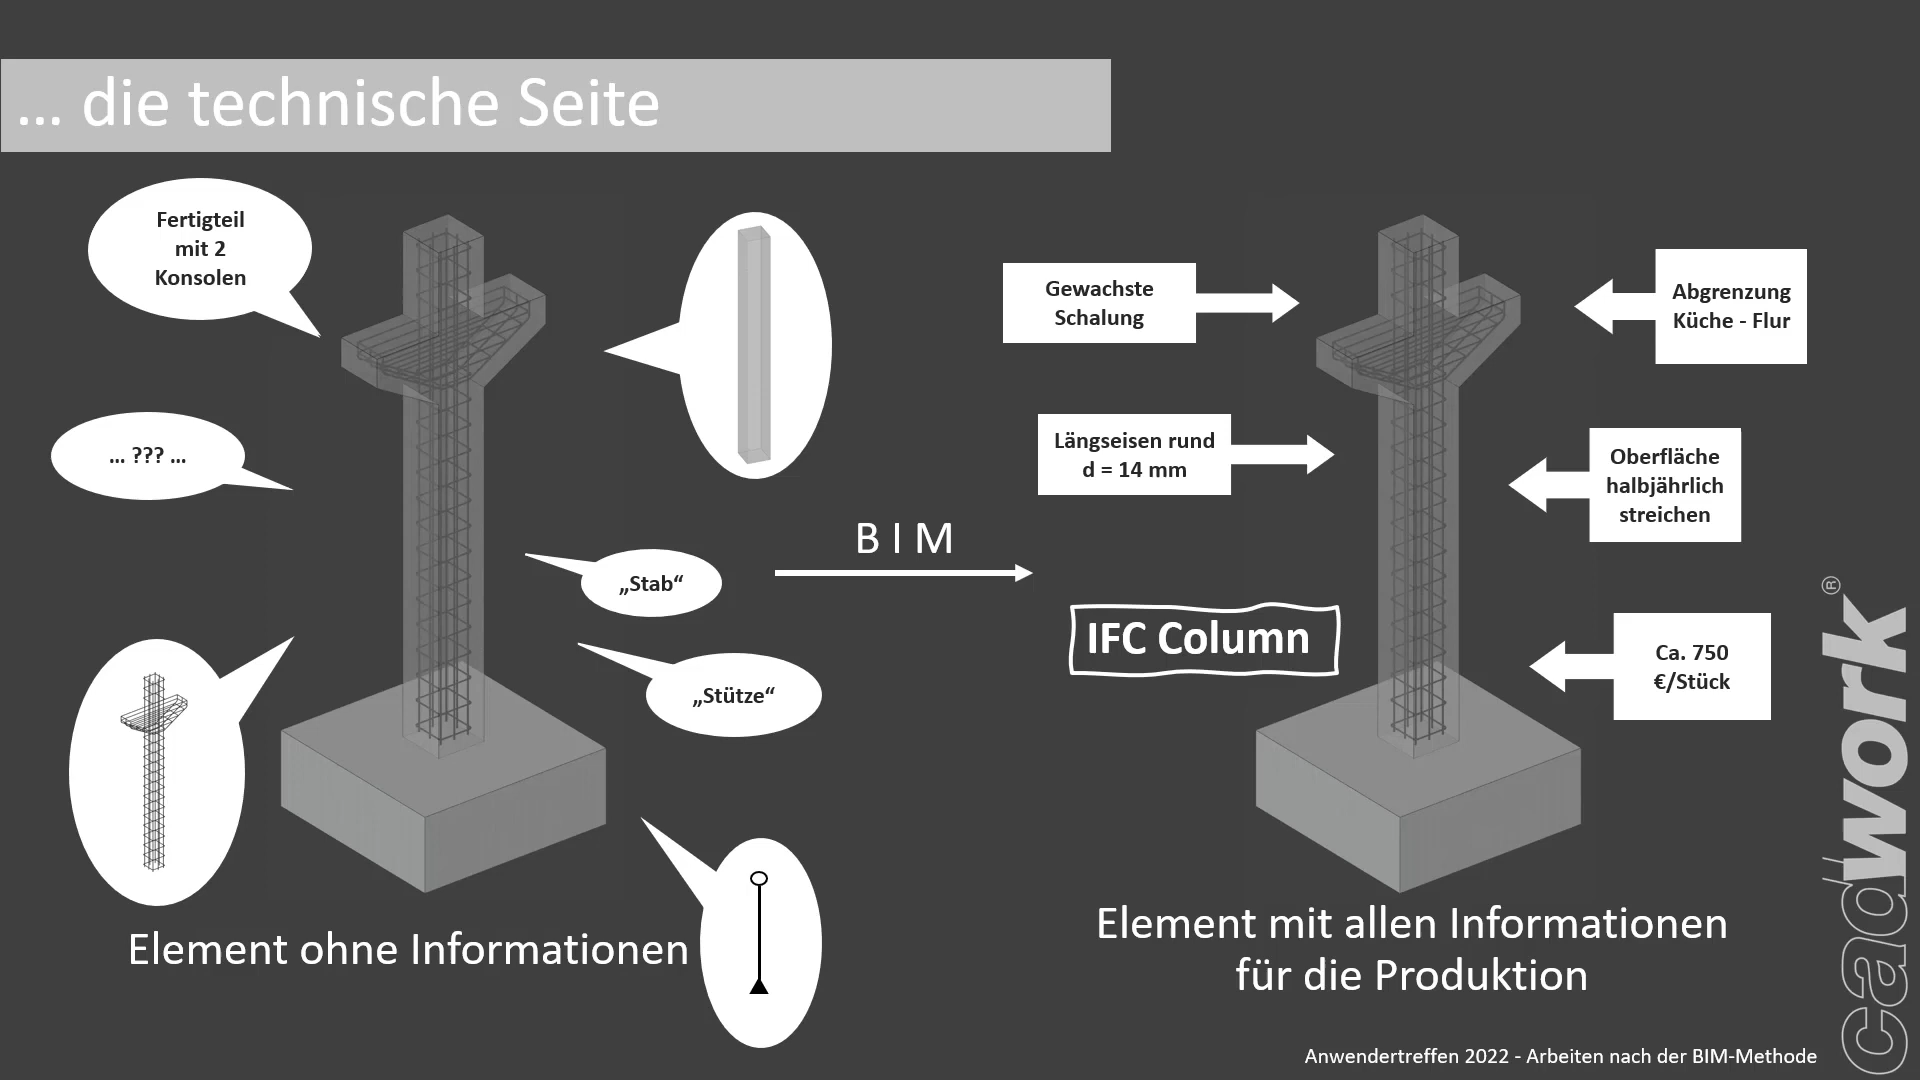 ... die technische Seite
Fertigteil
mit 2
Konsolen
... ??? ...
„Stab“
„Stütze“
Element ohne Informationen
B I M
Gewachste
Schalung
Längseisen rund
d = 14 mm
IFC Column
Abgrenzung
Küche - Flur
Oberfläche
halbjährlich
streichen
Ca. 750
€/Stück
Element mit allen Informationen
für die Produktion
cadwork®
Anwendertreffen 2022 - Arbeiten nach der BIM-Methode